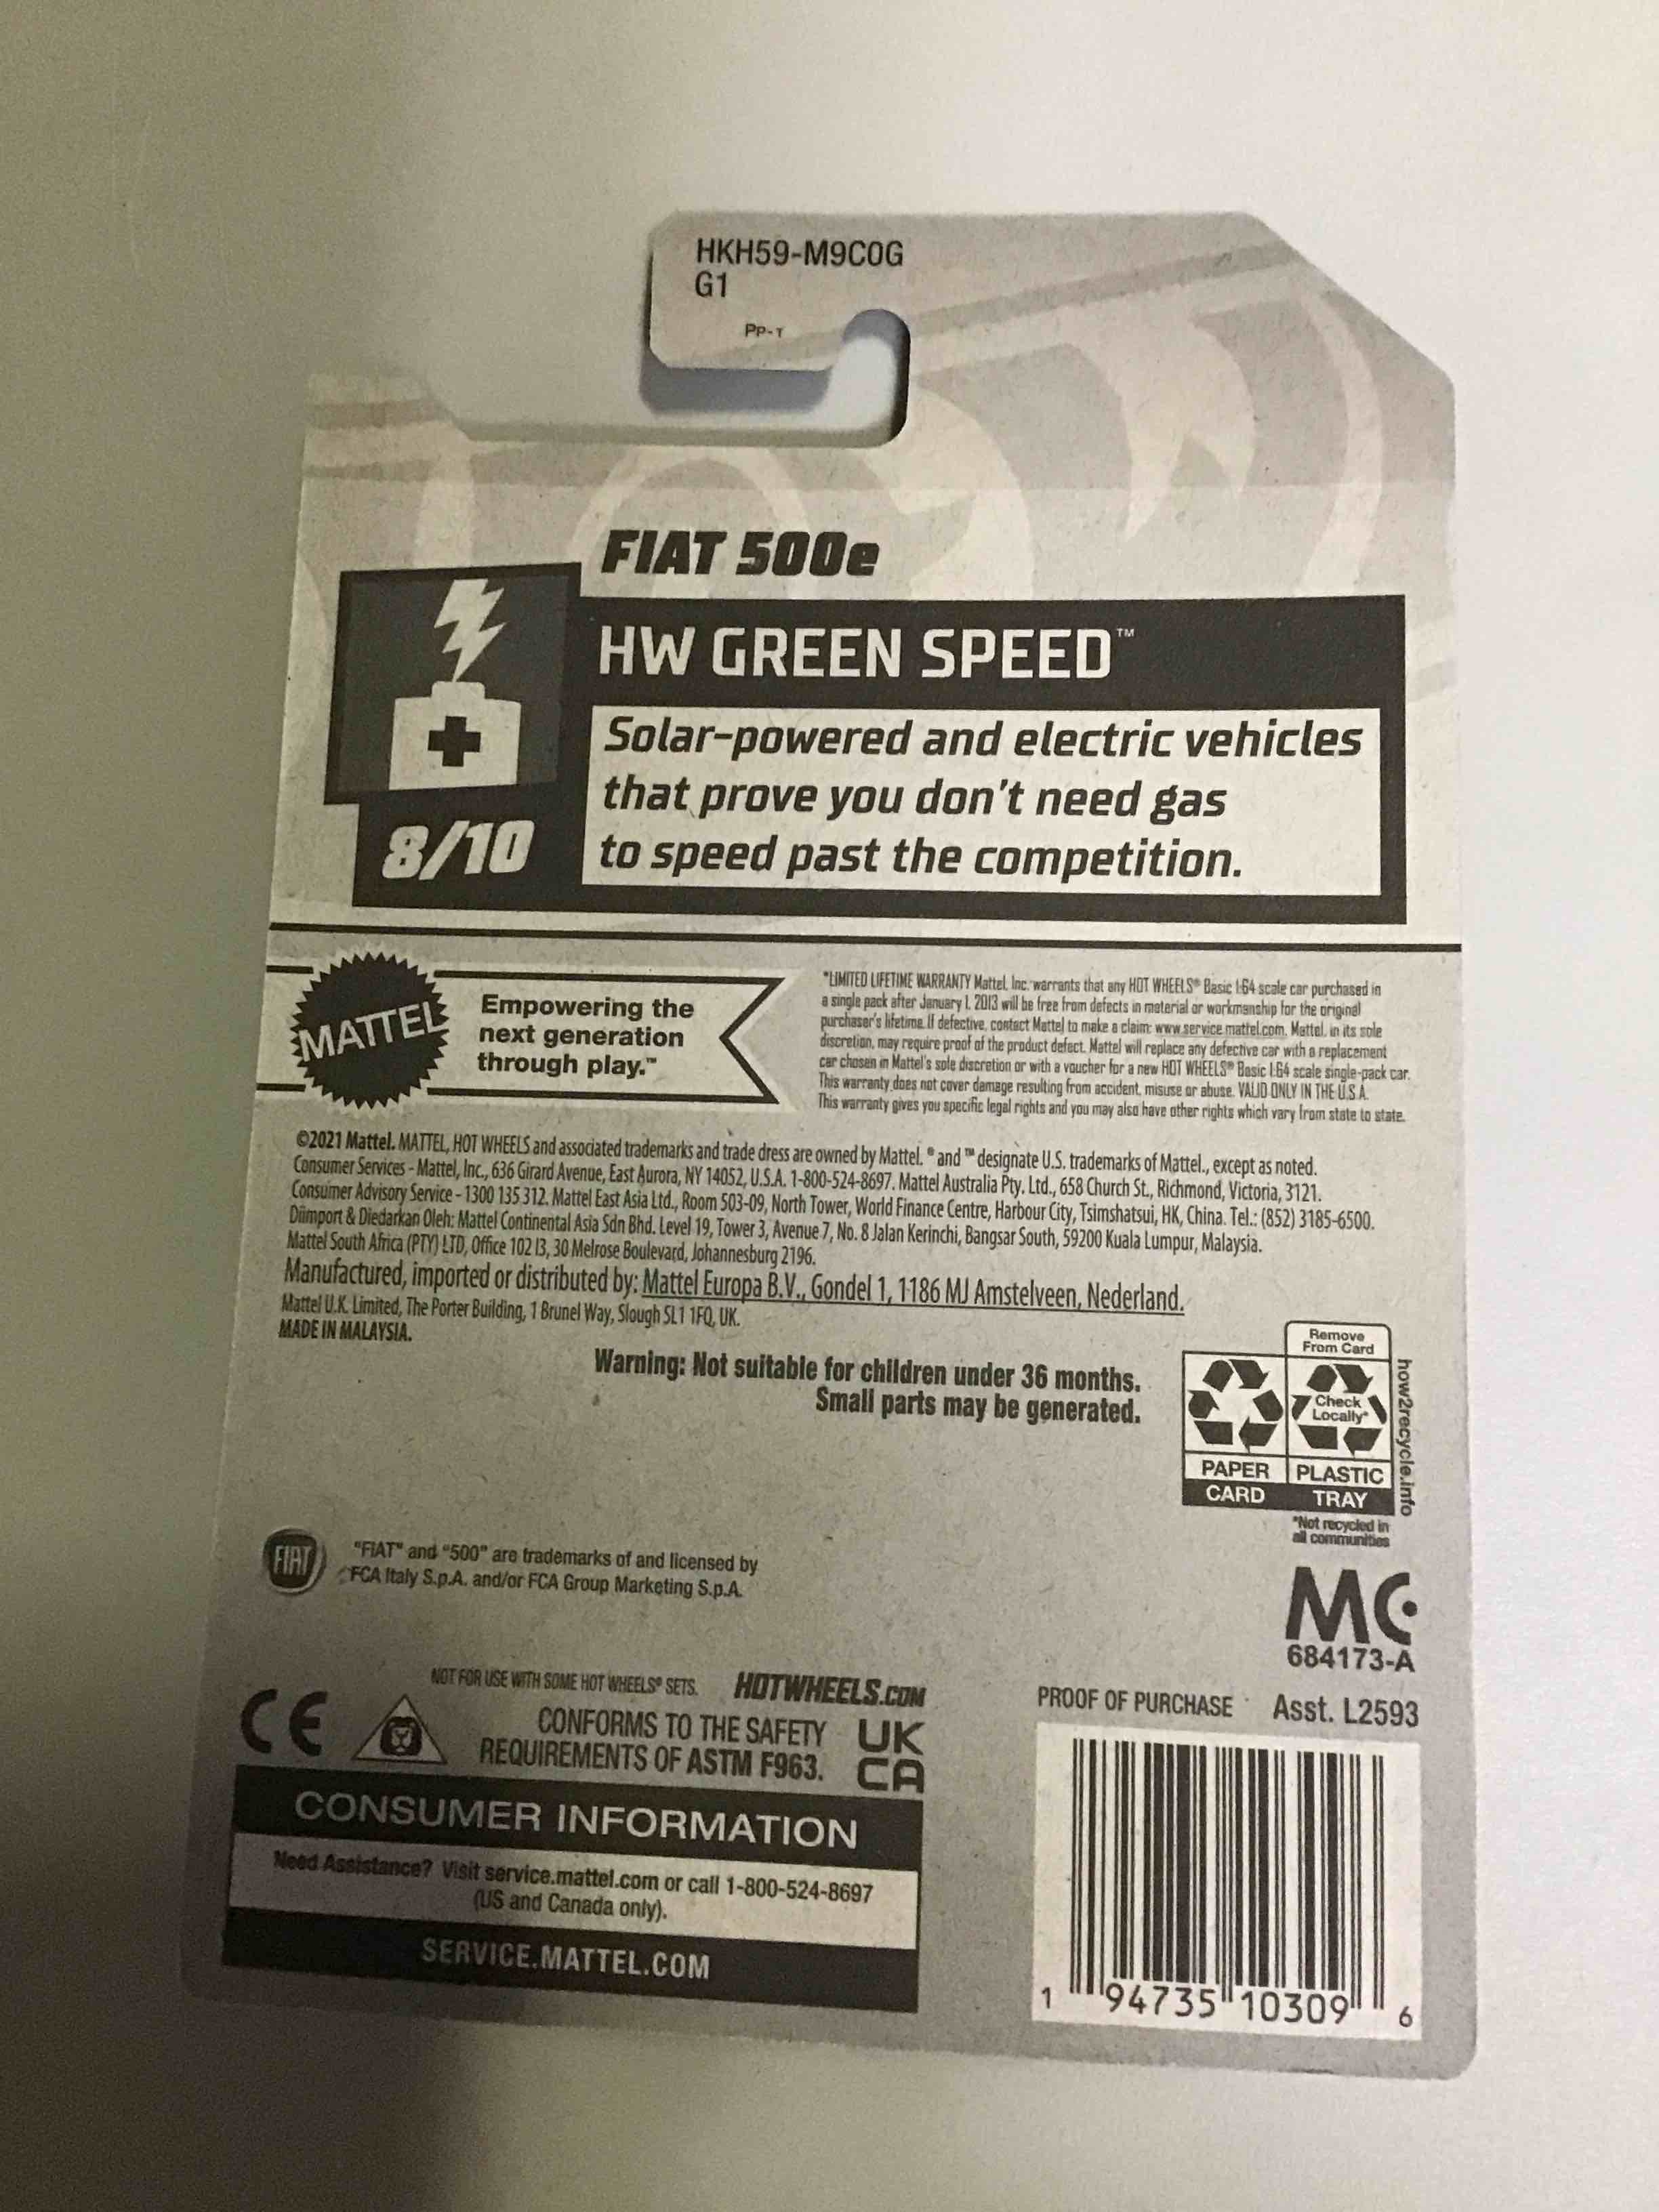 HKH59-M9C0G
G1
PP-T
FIAT 500e
HW GREEN SPEED™
Solar-powered and electric vehicles
that prove you don't need gas
to speed past the competition.
8/10
MATTEL
Empowering the
next generation
through play.™
*LIMITED LIFETIME WARRANTY Mattel, Inc. warrants that any HOT WHEELS® Basic 1:64 scale car purchased in
a single pack after January 1, 2013 will be free from defects in material or workmanship for the original
purchaser's lifetime. If defective, contact Mattel to make a claim: www.service.mattel.com. Mattel, in its sole
discretion, may require proof of the product defect. Mattel will replace any defective car with a replacement
car chosen in Mattel's sole discretion or with a voucher for a new HOT WHEELS® Basic 1:64 scale single-pack car.
This warranty does not cover damage resulting from accident, misuse or abuse. VALID ONLY IN THE U.S.A.
This warranty gives you specific legal rights and you may also have other rights which vary from state to state.
©2021 Mattel. MATTEL, HOT WHEELS and associated trademarks and trade dress are owned by Mattel. ® and ™ designate U.S. trademarks of Mattel., except as noted.
Consumer Services - Mattel, Inc., 636 Girard Avenue, East Aurora, NY 14052, U.S.A. 1-800-524-8697. Mattel Australia Pty. Ltd., 658 Church St., Richmond, Victoria, 3121.
Consumer Advisory Service - 1300 135 312. Mattel East Asia Ltd., Room 503-09, North Tower, World Finance Centre, Harbour City, Tsimshatsui, HK, China. Tel.: (852) 3185-6500.
Diimport & Diedarkan Oleh: Mattel Continental Asia Sdn Bhd. Level 19, Tower 3, Avenue 7, No. 8 Jalan Kerinchi, Bangsar South, 59200 Kuala Lumpur, Malaysia.
Mattel South Africa (PTY) LTD, Office 102 I3, 30 Melrose Boulevard, Johannesburg 2196.
Manufactured, imported or distributed by: Mattel Europa B.V., Gondel 1, 1186 MJ Amstelveen, Nederland.
Mattel U.K. Limited, The Porter Building, 1 Brunel Way, Slough SL1 1FQ, UK.
MADE IN MALAYSIA.
Warning: Not suitable for children under 36 months.
Small parts may be generated.
Remove
From Card
Check
Locally*
PAPER
PLASTIC
CARD
TRAY
how2recycle.info
*Not recycled in
all communities
FIAT
"FIAT" and "500" are trademarks of and licensed by
FCA Italy S.p.A. and/or FCA Group Marketing S.p.A.
MC
684173-A
NOT FOR USE WITH SOME HOT WHEELS® SETS.
HOTWHEELS.COM
CE
CONFORMS TO THE SAFETY
REQUIREMENTS OF ASTM F963.
UK
CA
PROOF OF PURCHASE
Asst. L2593
CONSUMER INFORMATION
Need Assistance? Visit service.mattel.com or call 1-800-524-8697
(US and Canada only).
SERVICE.MATTEL.COM
1 94735 10309 6